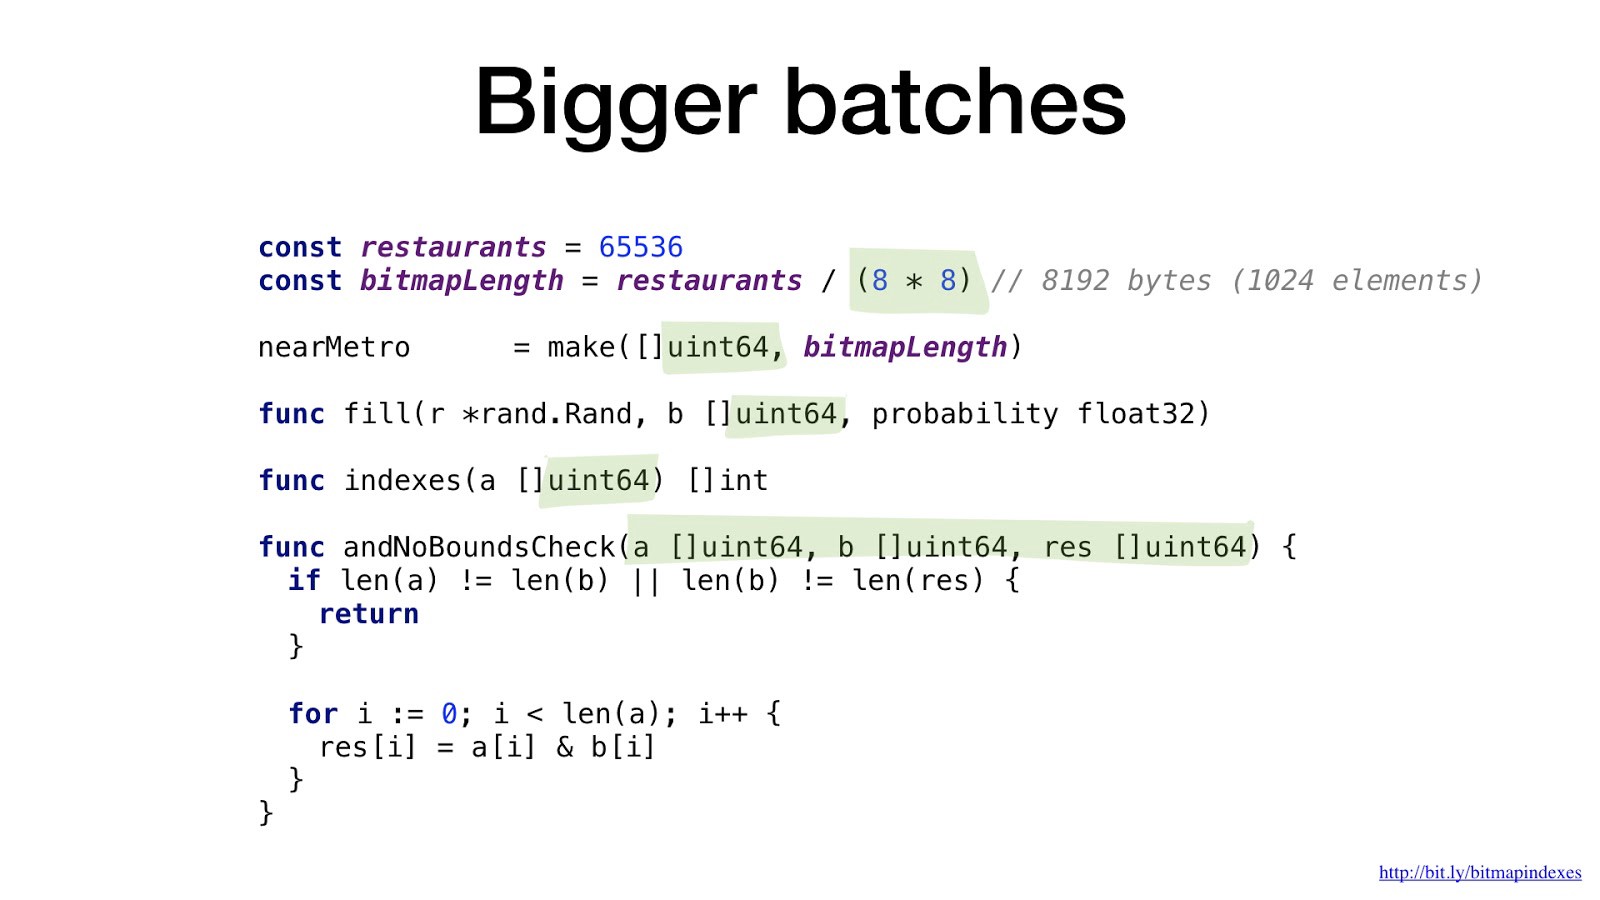 Bigger batches
const restaurants = 65536
const bitmapLength = restaurants / (8 * 8) // 8192 bytes (1024 elements)
nearMetro      = make([]uint64, bitmapLength)
func fill(r *rand.Rand, b []uint64, probability float32)
func indexes(a []uint64) []int
func andNoBoundsCheck(a []uint64, b []uint64, res []uint64) {
  if len(a) != len(b) || len(b) != len(res) {
    return
  }
  for i := 0; i < len(a); i++ {
    res[i] = a[i] & b[i]
  }
}
http://bit.ly/bitmapindexes